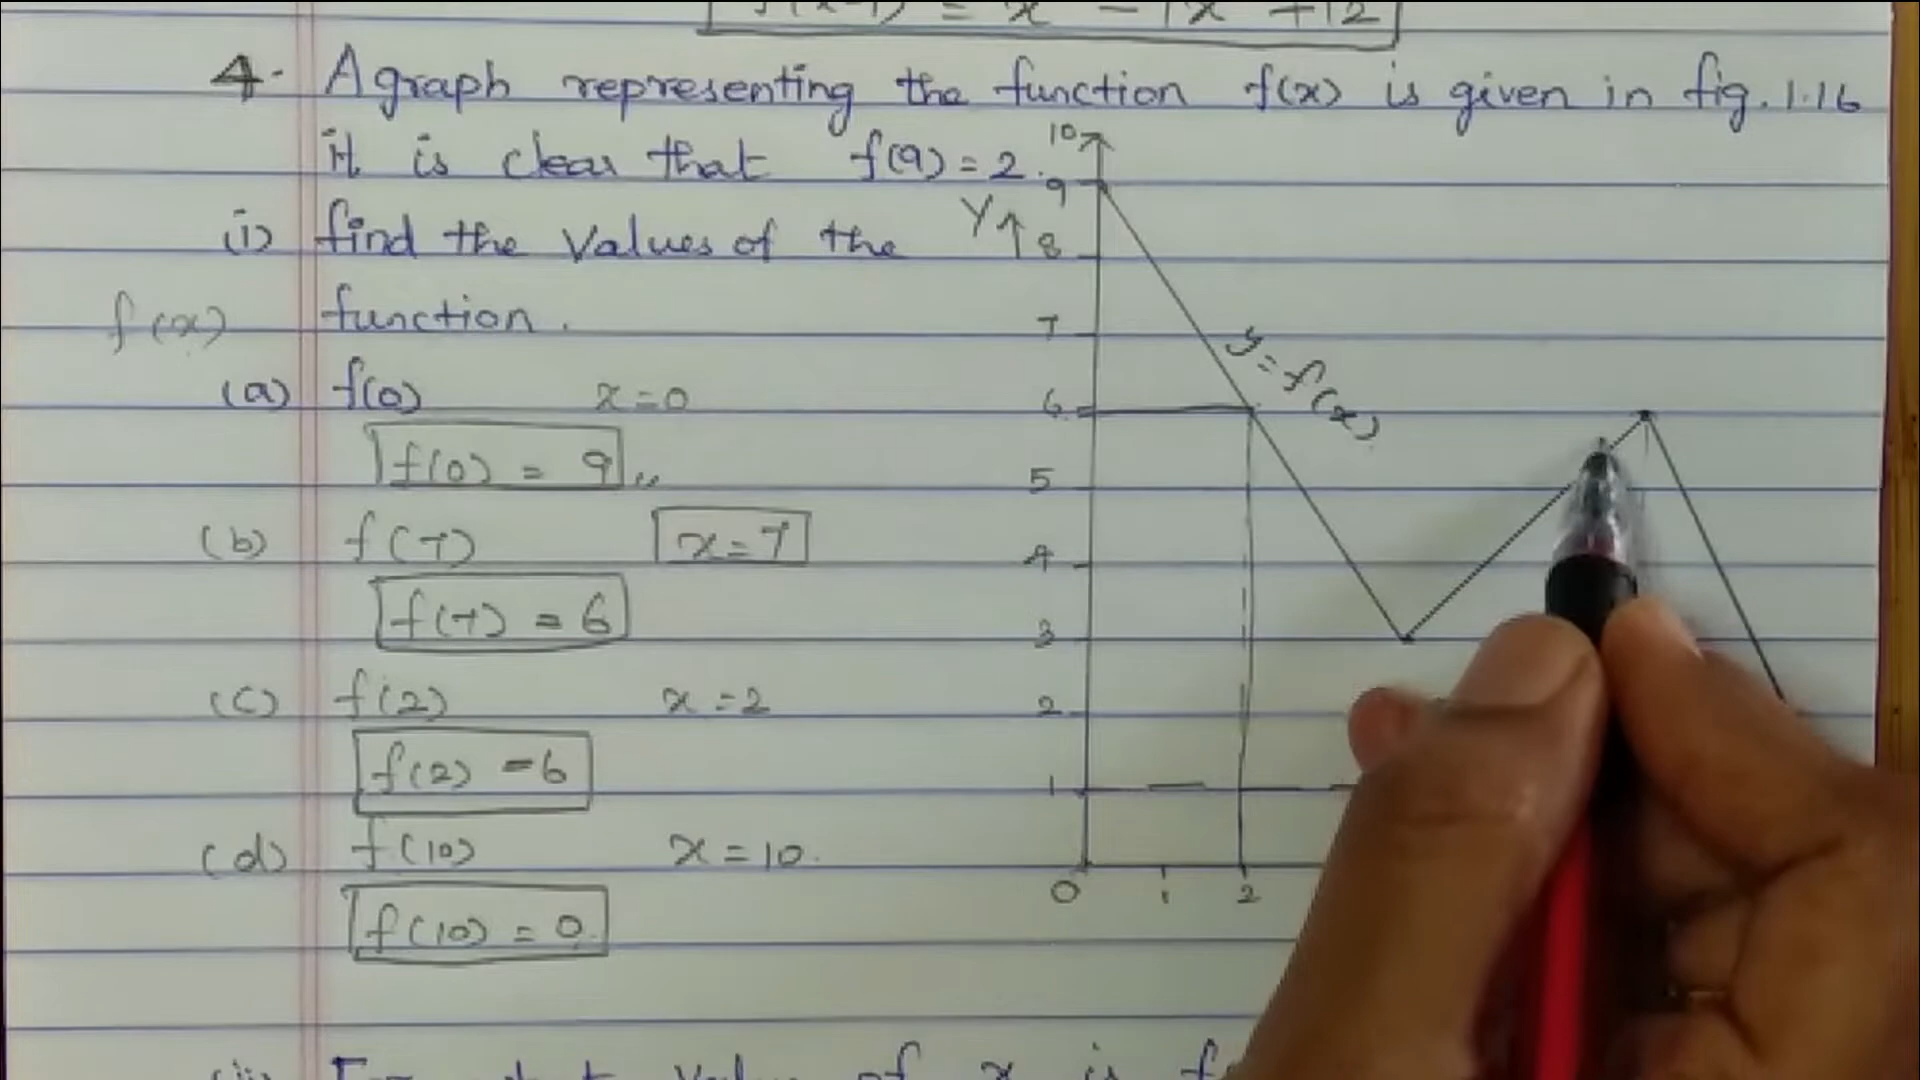 4. A graph representing the function f(x) is given in fig. 1.16
it is clear that f(9) = 2.
(i) find the Values of the
function.
f(x)
(a) f(0) x=0
f(0) = 9,,
(b) f(7) x=7
f(7) = 6
(c) f(2) x=2
f(2) = 6
(d) f(10) x=10.
f(10) = 0.
Y↑
y=f(x)
10
9
8
7
6
5
4
3
2
1
0 1 2